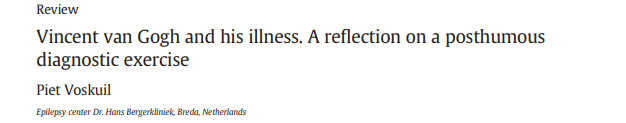 Review
Vincent van Gogh and his illness. A reflection on a posthumous
diagnostic exercise
Piet Voskuil
Epilepsy center Dr. Hans Bergerkliniek, Breda, Netherlands